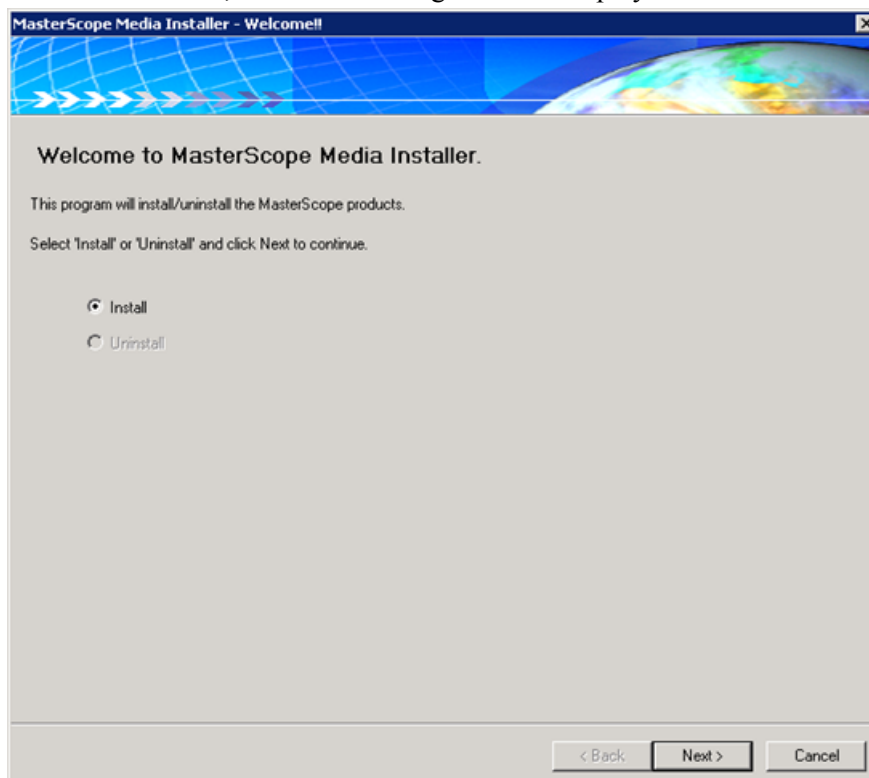 MasterScope Media Installer - Welcome!!
Welcome to MasterScope Media Installer.
This program will install/uninstall the MasterScope products.
Select 'Install' or 'Uninstall' and click Next to continue.
Install
Uninstall
< Back Next > Cancel